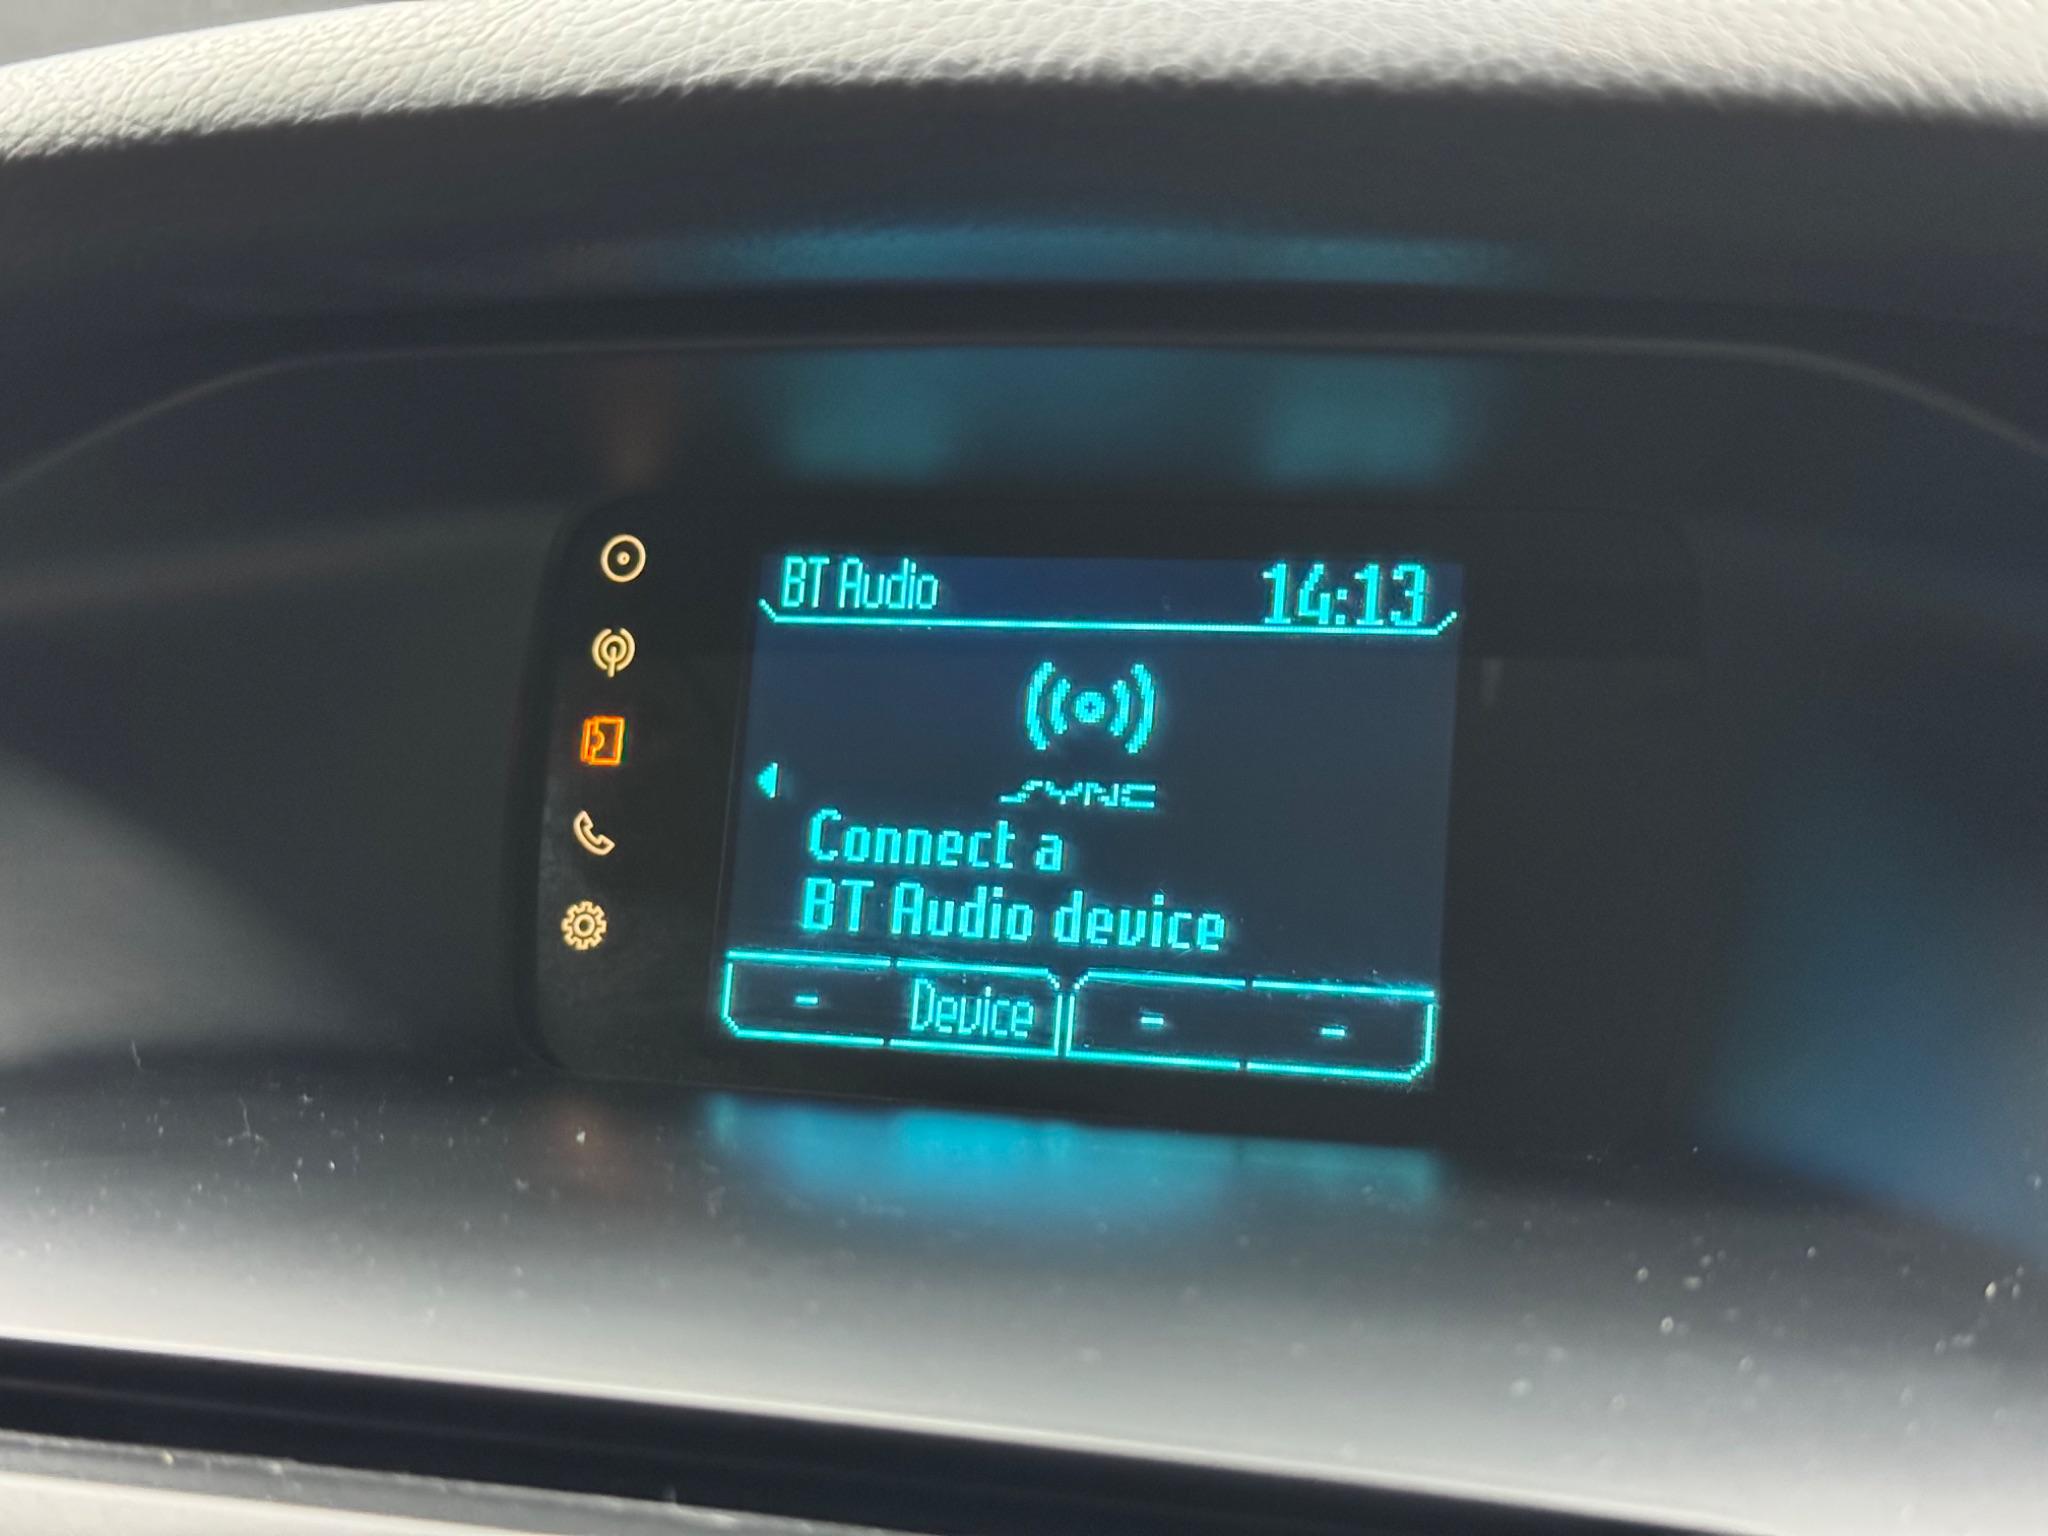 BT Audio 14:13
SYNC
Connect a
BT Audio device
- Device - -